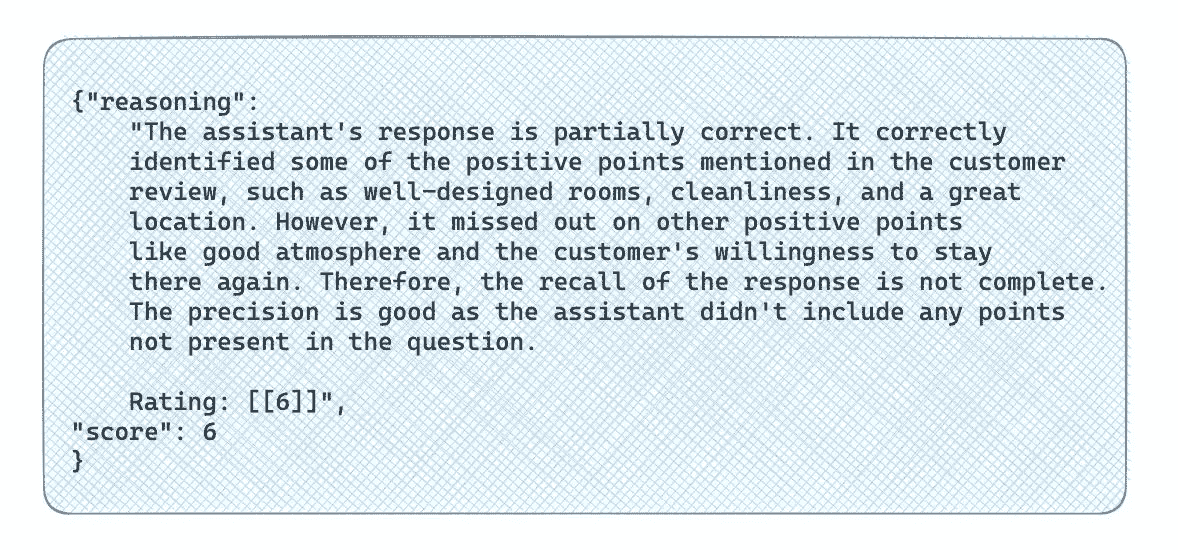 {"reasoning":
"The assistant's response is partially correct. It correctly
identified some of the positive points mentioned in the customer
review, such as well-designed rooms, cleanliness, and a great
location. However, it missed out on other positive points
like good atmosphere and the customer's willingness to stay
there again. Therefore, the recall of the response is not complete.
The precision is good as the assistant didn't include any points
not present in the question.
Rating: [[6]]",
"score": 6
}